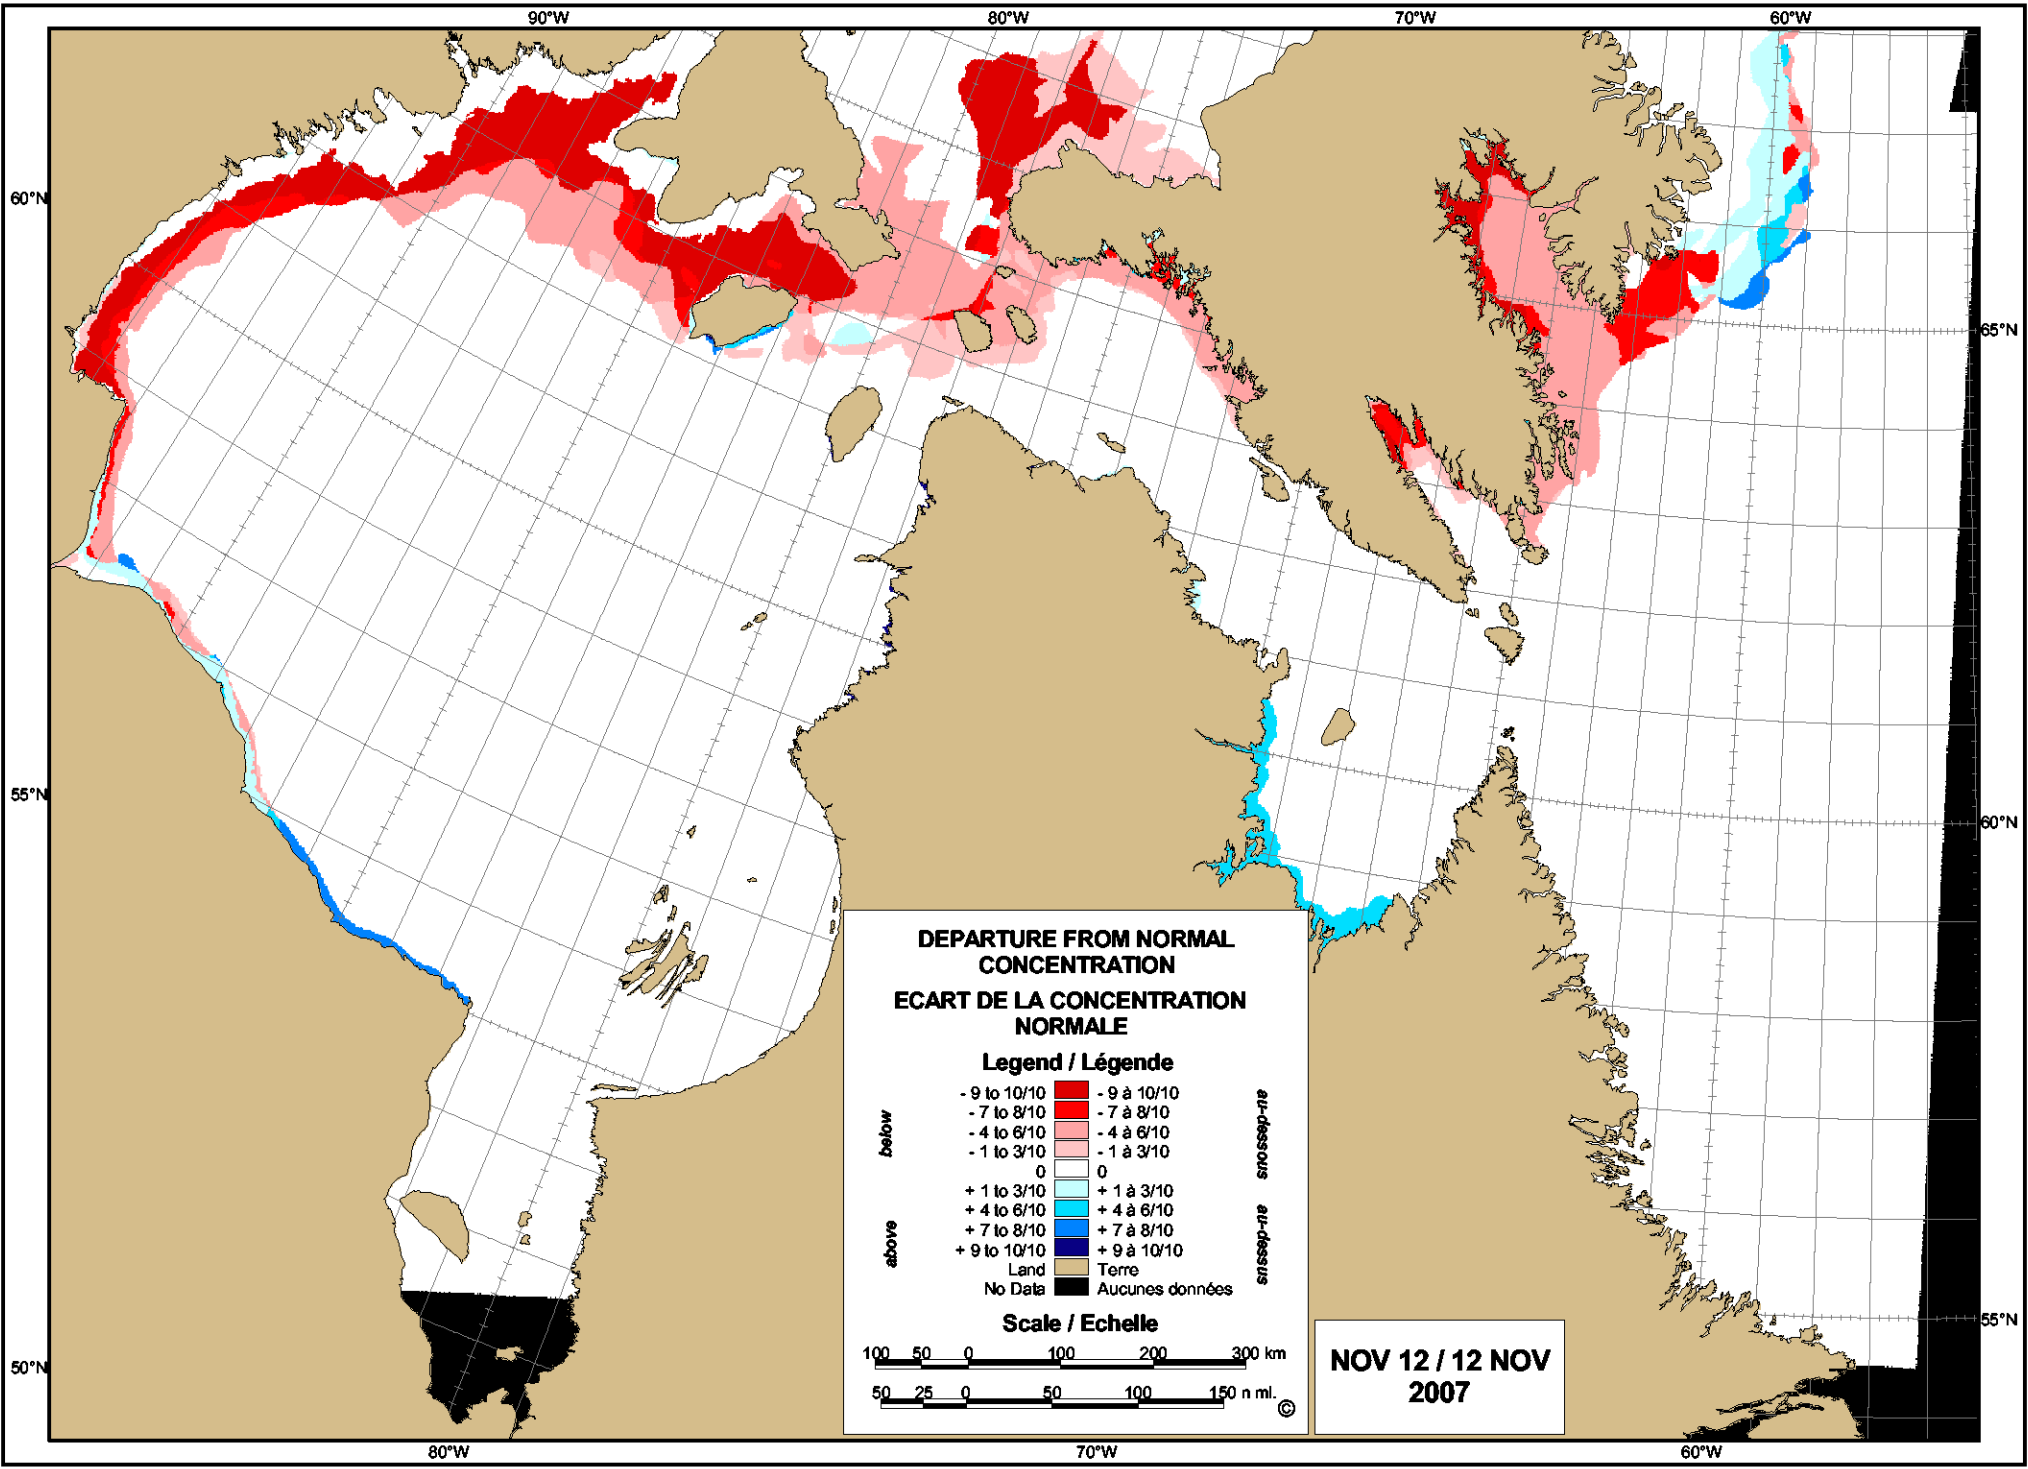 90°W 80°W 70°W 60°W
60°N
65°N
55°N
60°N
55°N
50°N
80°W 70°W 60°W
DEPARTURE FROM NORMAL
CONCENTRATION
ECART DE LA CONCENTRATION
NORMALE
Legend / Légende
below
above
au-dessous
au-dessus
- 9 to 10/10 - 9 à 10/10
- 7 to 8/10 - 7 à 8/10
- 4 to 6/10 - 4 à 6/10
- 1 to 3/10 - 1 à 3/10
0 0
+ 1 to 3/10 + 1 à 3/10
+ 4 to 6/10 + 4 à 6/10
+ 7 to 8/10 + 7 à 8/10
+ 9 to 10/10 + 9 à 10/10
Land Terre
No Data Aucunes données
Scale / Echelle
100 50 0 100 200 300 km
50 25 0 50 100 150 n mi.
©
NOV 12 / 12 NOV
2007